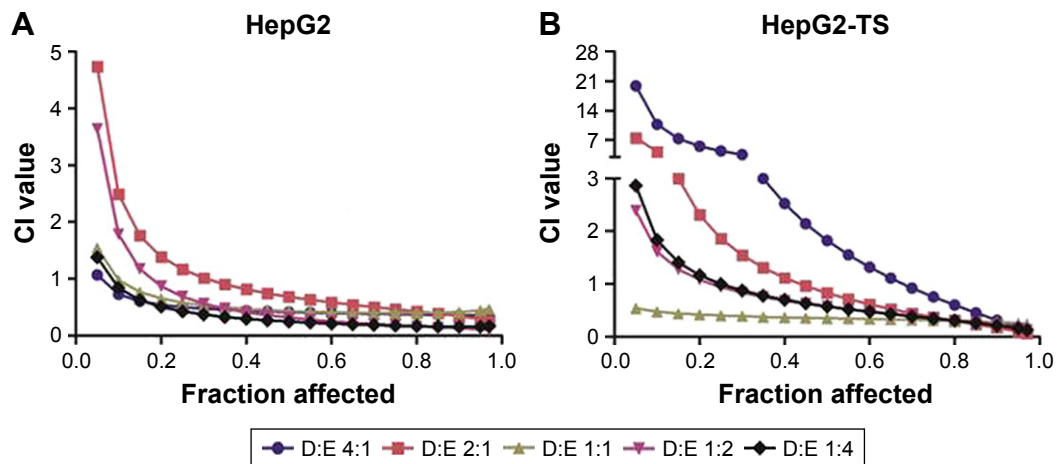 A
HepG2
CI value
5
4
3
2
1
0
0.0
0.2
0.4
0.6
0.8
1.0
Fraction affected
B
HepG2-TS
CI value
28
21
14
7
3
2
1
0
0.0
0.2
0.4
0.6
0.8
1.0
Fraction affected
D:E 4:1 D:E 2:1 D:E 1:1 D:E 1:2 D:E 1:4